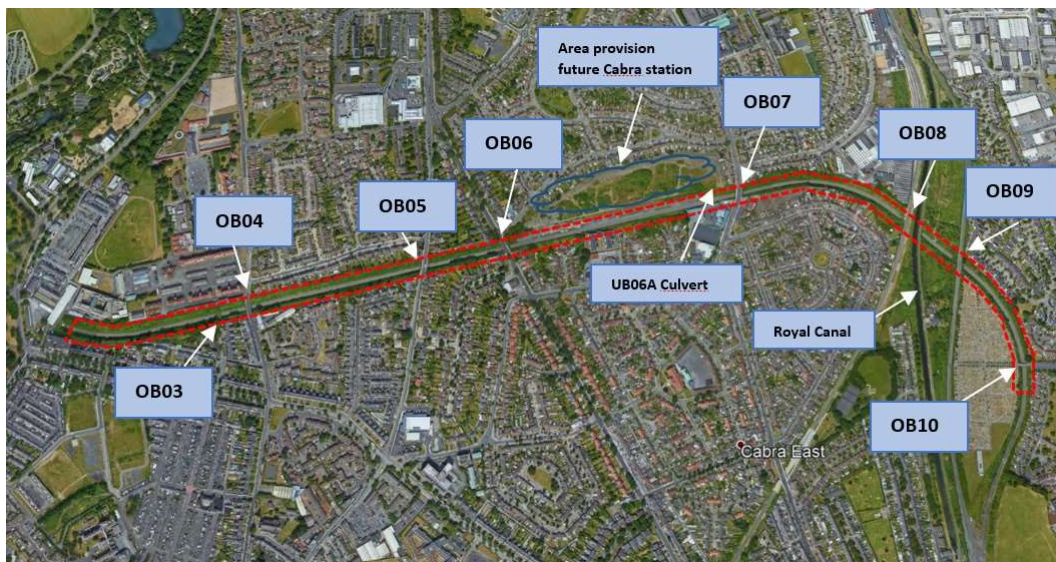 Area provision
future Cabra station
OB07
OB06
OB08
OB09
OB05
OB04
UB06A Culvert
Royal Canal
OB03
OB10
Cabra East